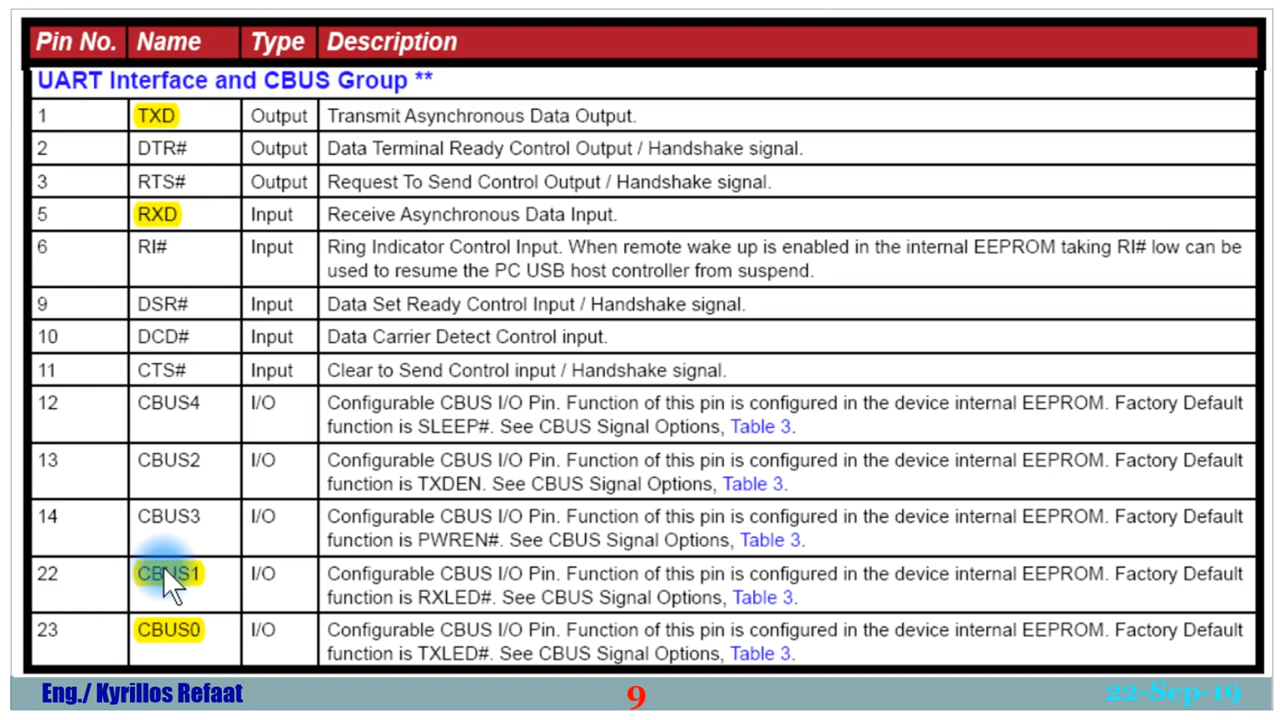 Pin No. Name Type Description
UART Interface and CBUS Group **
1 TXD Output Transmit Asynchronous Data Output.
2 DTR# Output Data Terminal Ready Control Output / Handshake signal.
3 RTS# Output Request To Send Control Output / Handshake signal.
5 RXD Input Receive Asynchronous Data Input.
6 RI# Input Ring Indicator Control Input. When remote wake up is enabled in the internal EEPROM taking RI# low can be
used to resume the PC USB host controller from suspend.
9 DSR# Input Data Set Ready Control Input / Handshake signal.
10 DCD# Input Data Carrier Detect Control input.
11 CTS# Input Clear to Send Control input / Handshake signal.
12 CBUS4 I/O Configurable CBUS I/O Pin. Function of this pin is configured in the device internal EEPROM. Factory Default
function is SLEEP#. See CBUS Signal Options, Table 3.
13 CBUS2 I/O Configurable CBUS I/O Pin. Function of this pin is configured in the device internal EEPROM. Factory Default
function is TXDEN. See CBUS Signal Options, Table 3.
14 CBUS3 I/O Configurable CBUS I/O Pin. Function of this pin is configured in the device internal EEPROM. Factory Default
function is PWREN#. See CBUS Signal Options, Table 3.
22 CBUS1 I/O Configurable CBUS I/O Pin. Function of this pin is configured in the device internal EEPROM. Factory Default
function is RXLED#. See CBUS Signal Options, Table 3.
23 CBUS0 I/O Configurable CBUS I/O Pin. Function of this pin is configured in the device internal EEPROM. Factory Default
function is TXLED#. See CBUS Signal Options, Table 3.
Eng./ Kyrillos Refaat 9 22-Sep-19